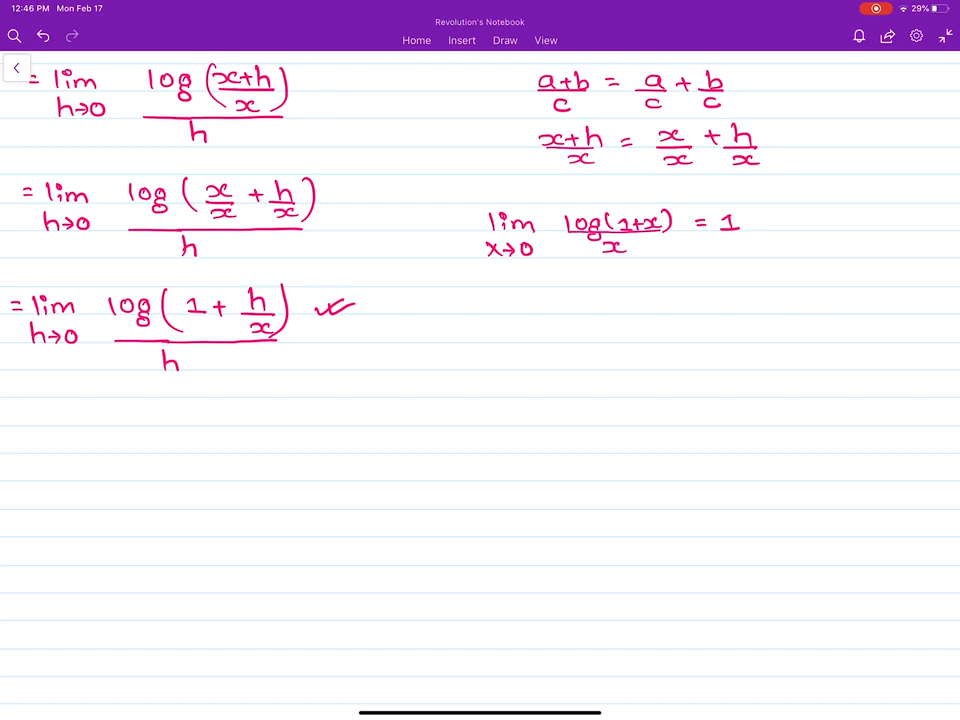 12:46 PM Mon Feb 17
29%
Revolution's Notebook
Home Insert Draw View
= lim h→0 log((x+h)/x) / h
(a+b)/c = a/c + b/c
(x+h)/x = x/x + h/x
= lim h→0 log(x/x + h/x) / h
lim x→0 log(1+x)/x = 1
= lim h→0 log(1 + h/x) / h